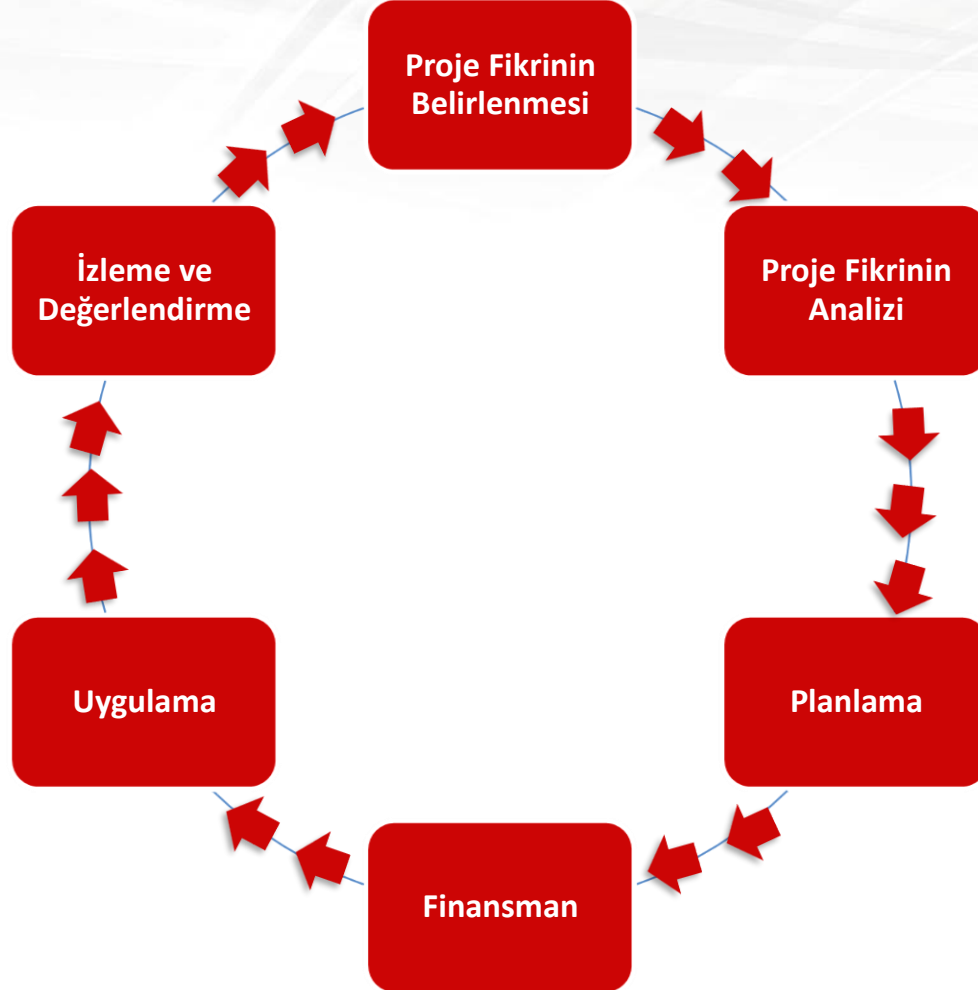 Proje Fikrinin
Belirlenmesi
Proje Fikrinin
Analizi
Planlama
Finansman
Uygulama
İzleme ve
Değerlendirme